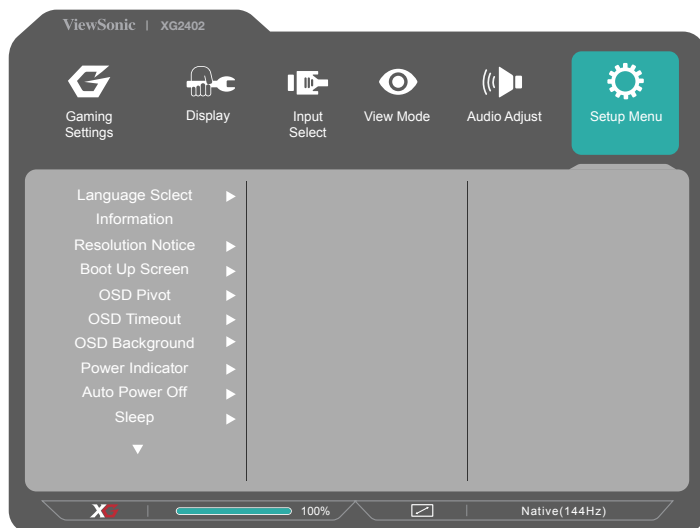 ViewSonic | XG2402
Gaming
Settings
Display
Input
Select
View Mode
Audio Adjust
Setup Menu
Language Sclect
Information
Resolution Notice
Boot Up Screen
OSD Pivot
OSD Timeout
OSD Background
Power Indicator
Auto Power Off
Sleep
XG | 100% | Native(144Hz)